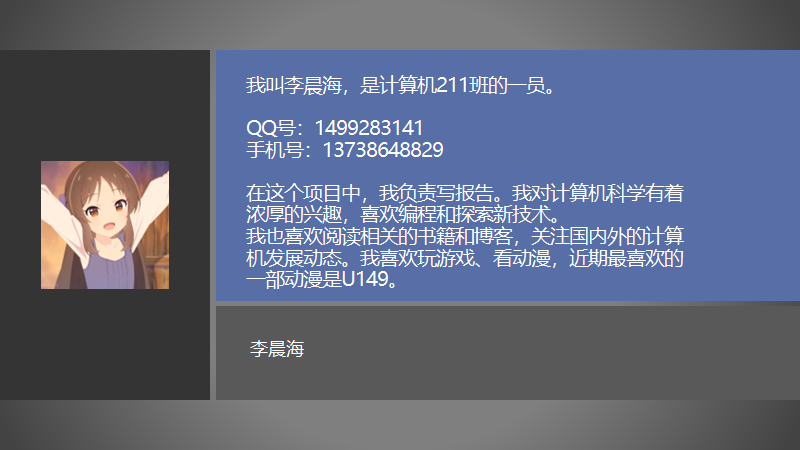 我叫李晨海，是计算机211班的一员。
QQ号：1499283141
手机号：13738648829
在这个项目中，我负责写报告。我对计算机科学有着
浓厚的兴趣，喜欢编程和探索新技术。
我也喜欢阅读相关的书籍和博客，关注国内外的计算
机发展动态。我喜欢玩游戏、看动漫，近期最喜欢的
一部动漫是U149。
李晨海